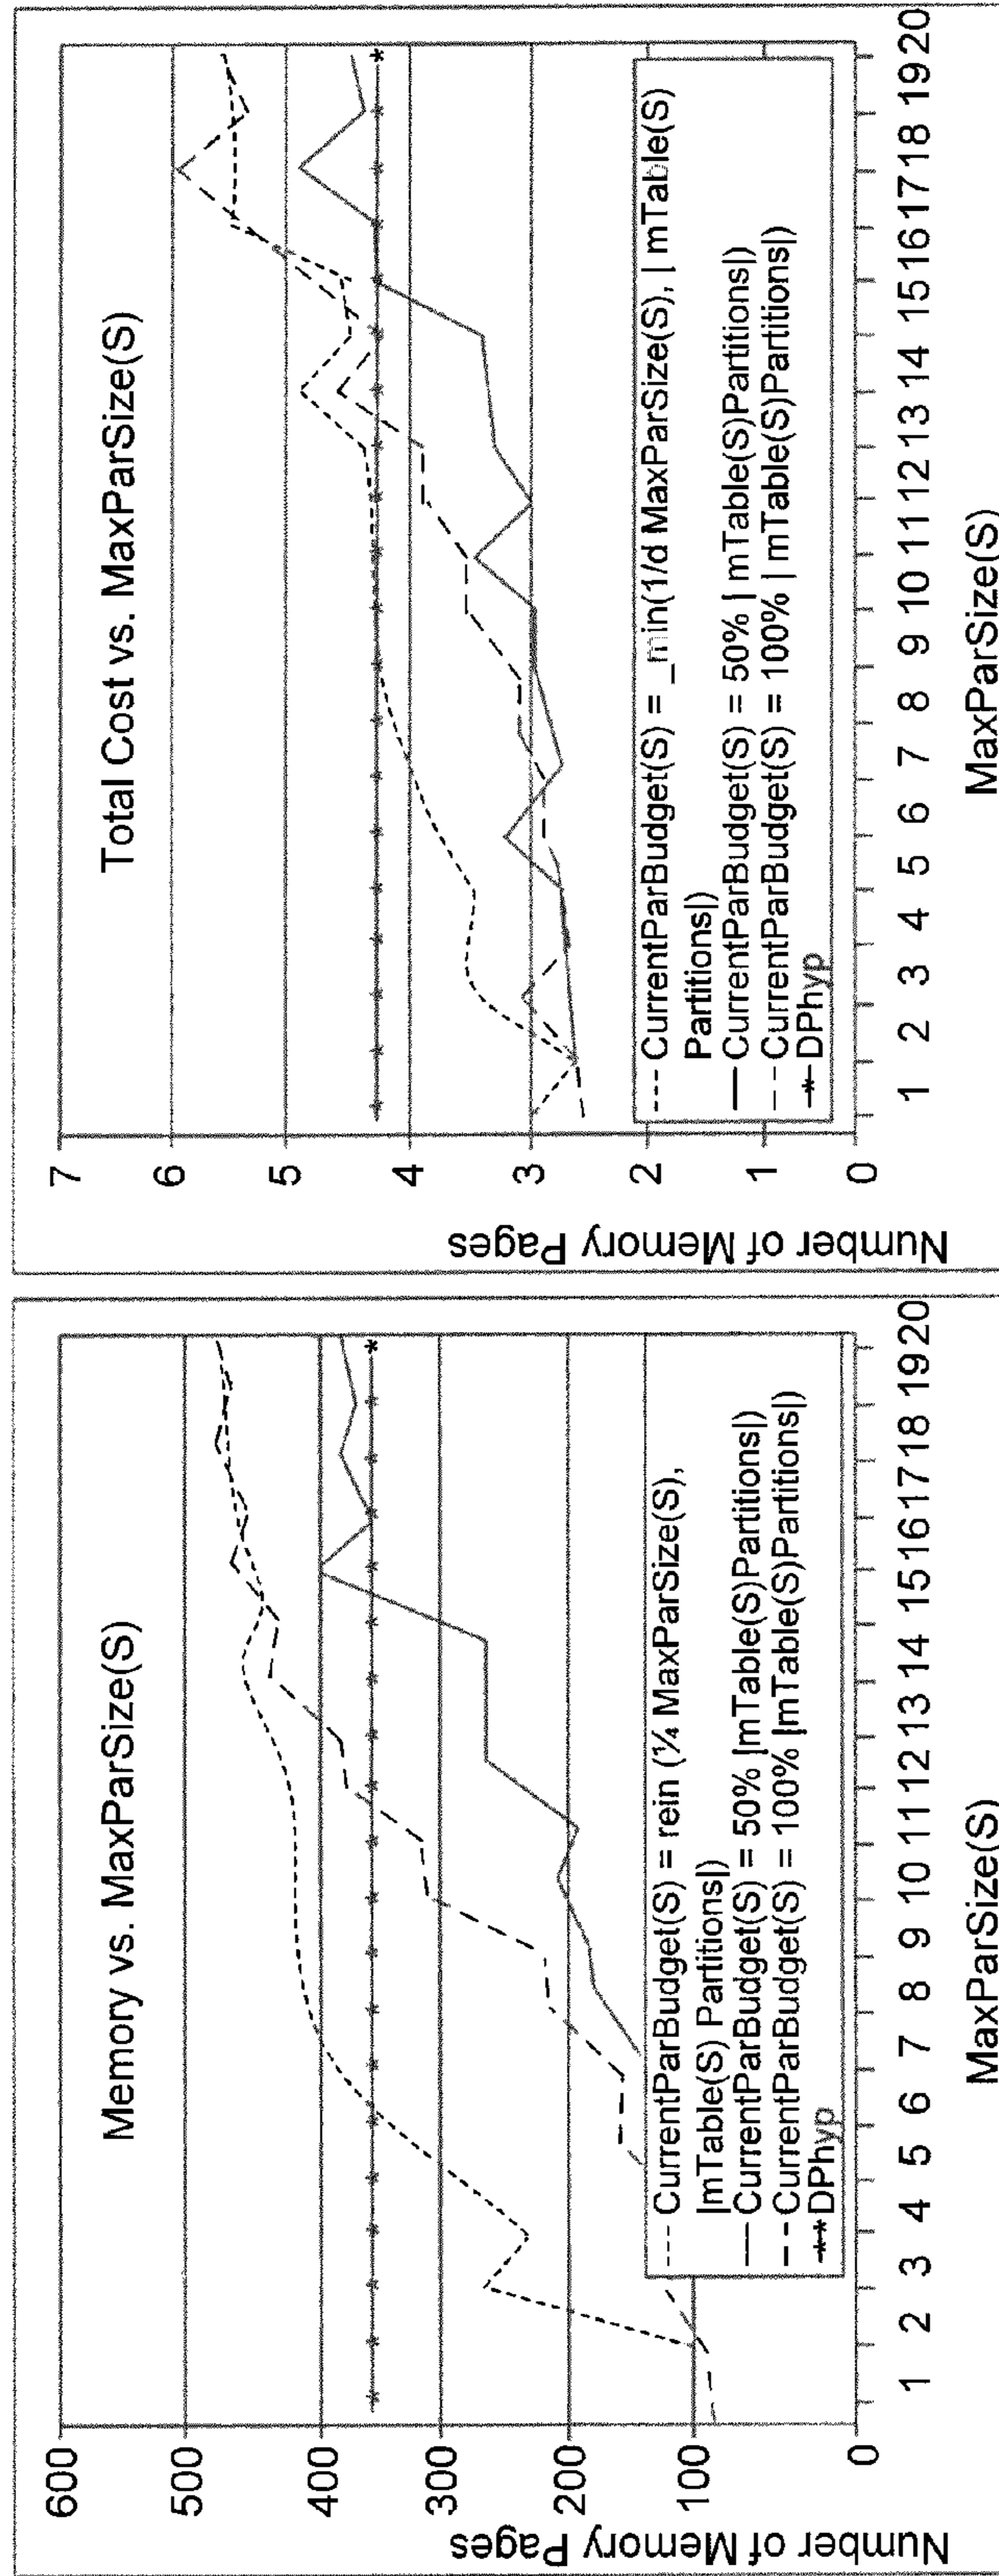 Memory vs. MaxParSize(S)
600
500
400
300
200
100
0
Number of Memory Pages
CurrentParBudget(S) = rein (¼ MaxParSize(S),
|mTable(S) Partitions|)
CurrentParBudget(S) = 50% |mTable(S)Partitions|)
CurrentParBudget(S) = 100% |mTable(S)Partitions|)
DPhyp
1 2 3 4 5 6 7 8 9 10 11 12 13 14 15 16 17 18 19 20
MaxParSize(S)
Total Cost vs. MaxParSize(S)
7
6
5
4
3
2
1
0
Number of Memory Pages
CurrentParBudget(S) = _min(1/d MaxParSize(S), | mTable(S)
Partitions|)
CurrentParBudget(S) = 50% | mTable(S)Partitions|)
CurrentParBudget(S) = 100% | mTable(S)Partitions|)
DPhyp
1 2 3 4 5 6 7 8 9 10 11 12 13 14 15 16 17 18 19 20
MaxParSize(S)